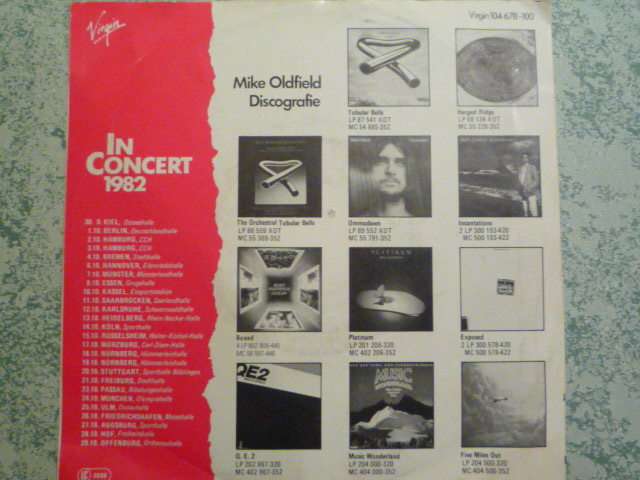 Virgin
Virgin 104 678-100
Mike Oldfield
Discografie
IN
CONCERT
1982
30. 9. KIEL, Ostseehalle
1.10. BERLIN, Deutschlandhalle
2.10. HAMBURG, CCH
3.10. HAMBURG, CCH
4.10. BREMEN, Stadthalle
6.10. HANNOVER, Eilenriedehalle
7.10. MÜNSTER, Münsterlandhalle
8.10. ESSEN, Grugahalle
10.10. KASSEL, Eissportstadion
11.10. SAARBRÜCKEN, Saarlandhalle
12.10. KARLSRUHE, Schwarzwaldhalle
13.10. HEIDELBERG, Rhein-Neckar-Halle
14.10. KÖLN, Sporthalle
15.10. RÜSSELSHEIM, Walter-Köbel-Halle
17.10. WÜRZBURG, Carl-Diem-Halle
18.10. NÜRNBERG, Hämmerleinhalle
19.10. NÜRNBERG, Hämmerleinhalle
20.10. STUTTGART, Sporthalle Böblingen
21.10. FREIBURG, Stadthalle
23.10. PASSAU, Nibelungenhalle
24.10. MÜNCHEN, Olympiahalle
25.10. ULM, Donauhalle
26.10. FRIEDRICHSHAFEN, Messehalle
27.10. AUGSBURG, Sporthalle
28.10. HOF, Freiheitshalle
29.10. OFFENBURG, Ortenauhalle
Tubular Bells
LP 87 541 XOT
MC 54 985-352
Hergest Ridge
LP 88 134 XOT
MC 55 228-352
The Orchestral Tubular Bells
LP 88 559 XOT
MC 55 368-352
Ommadawn
LP 89 552 XOT
MC 55 781-352
Incantations
2 LP 300 193-420
MC 500 193-422
Boxed
4 LP 802 909-445
MC 56 957-446
PLATINUM
Platinum
LP 201 206-320
MC 402 206-352
Exposed
2 LP 300 578-420
MC 500 578-422
QE2
Q. E. 2
LP 202 967-320
MC 402 967-352
MUSIC
Music Wonderland
LP 204 000-320
MC 404 000-352
Five Miles Out
LP 204 500-320
MC 404 500-352